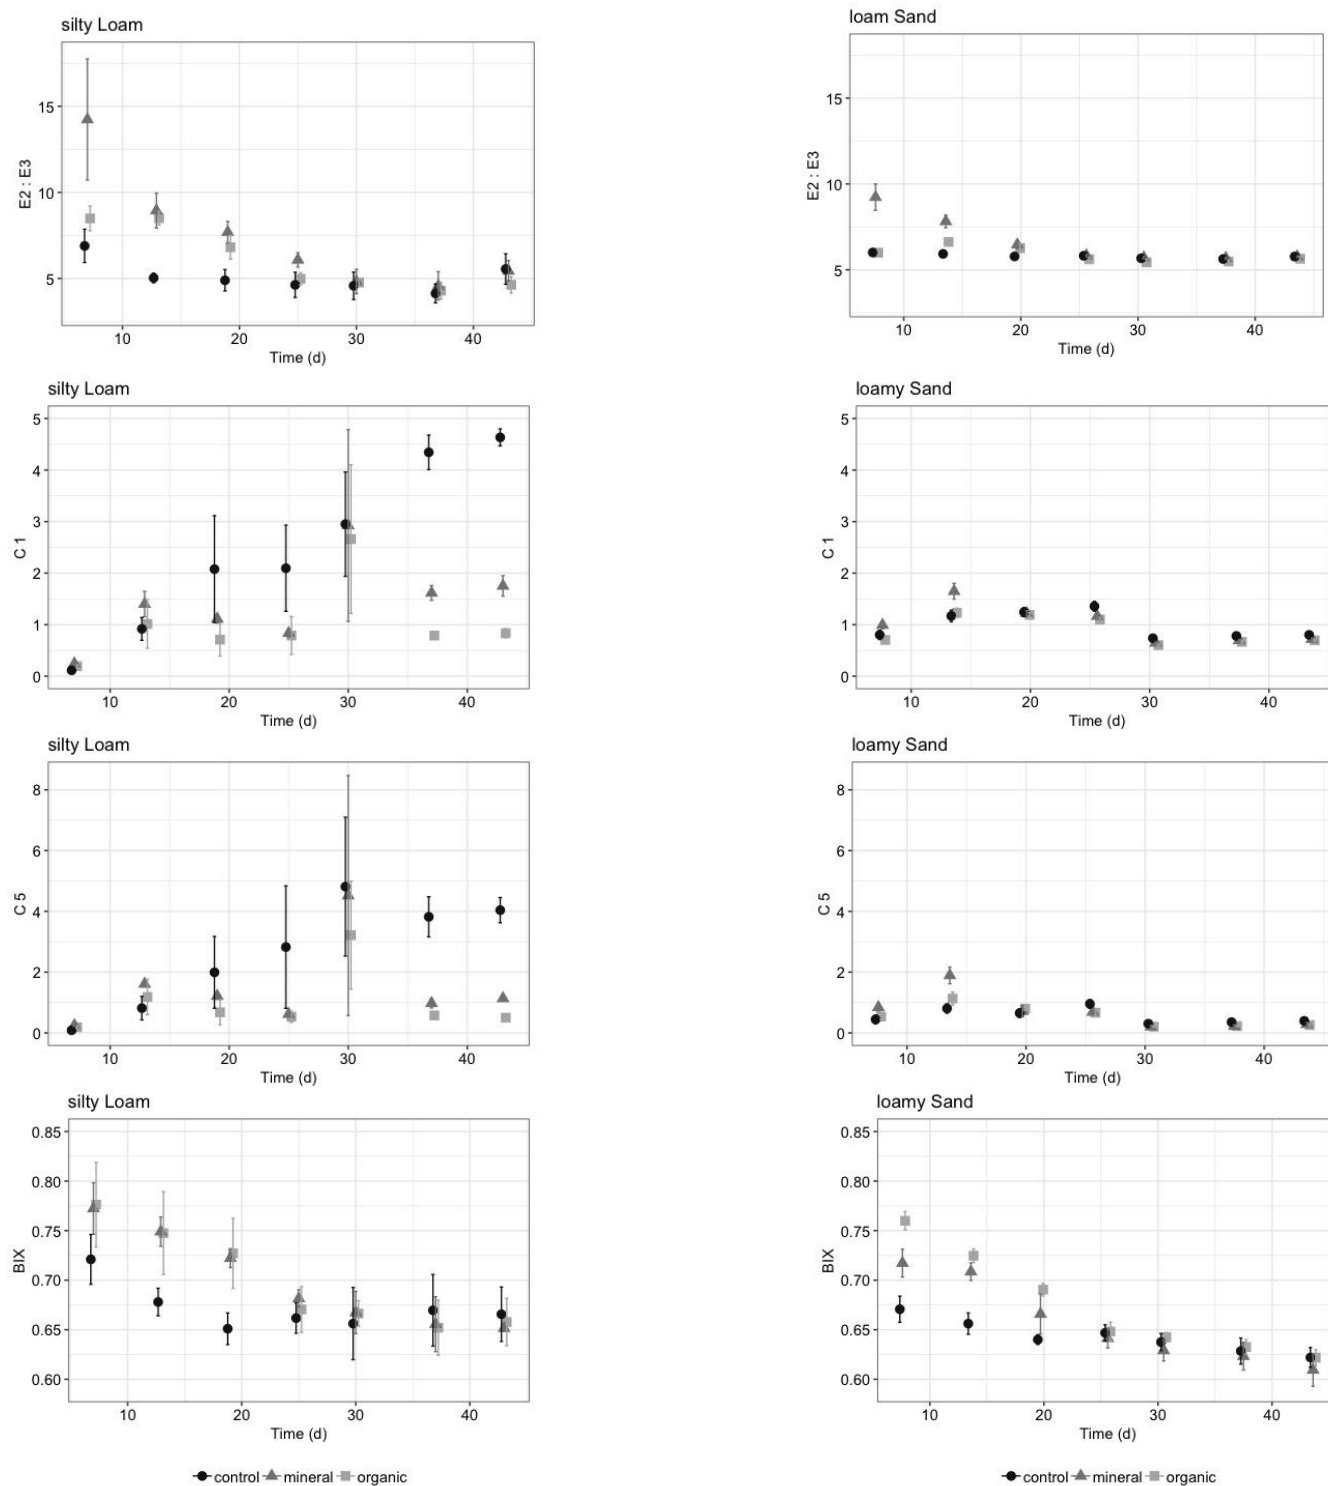 silty Loam
15
10
5
E2 : E3
10 20 30 40
Time (d)
loam Sand
15
10
5
E2 : E3
10 20 30 40
Time (d)
silty Loam
5
4
3
2
1
0
C 1
10 20 30 40
Time (d)
loamy Sand
5
4
3
2
1
0
C 1
10 20 30 40
Time (d)
silty Loam
8
6
4
2
0
C 5
10 20 30 40
Time (d)
loamy Sand
8
6
4
2
0
C 5
10 20 30 40
Time (d)
silty Loam
0.85
0.80
0.75
0.70
0.65
0.60
BIX
10 20 30 40
Time (d)
loamy Sand
0.85
0.80
0.75
0.70
0.65
0.60
BIX
10 20 30 40
Time (d)
control mineral organic
control mineral organic